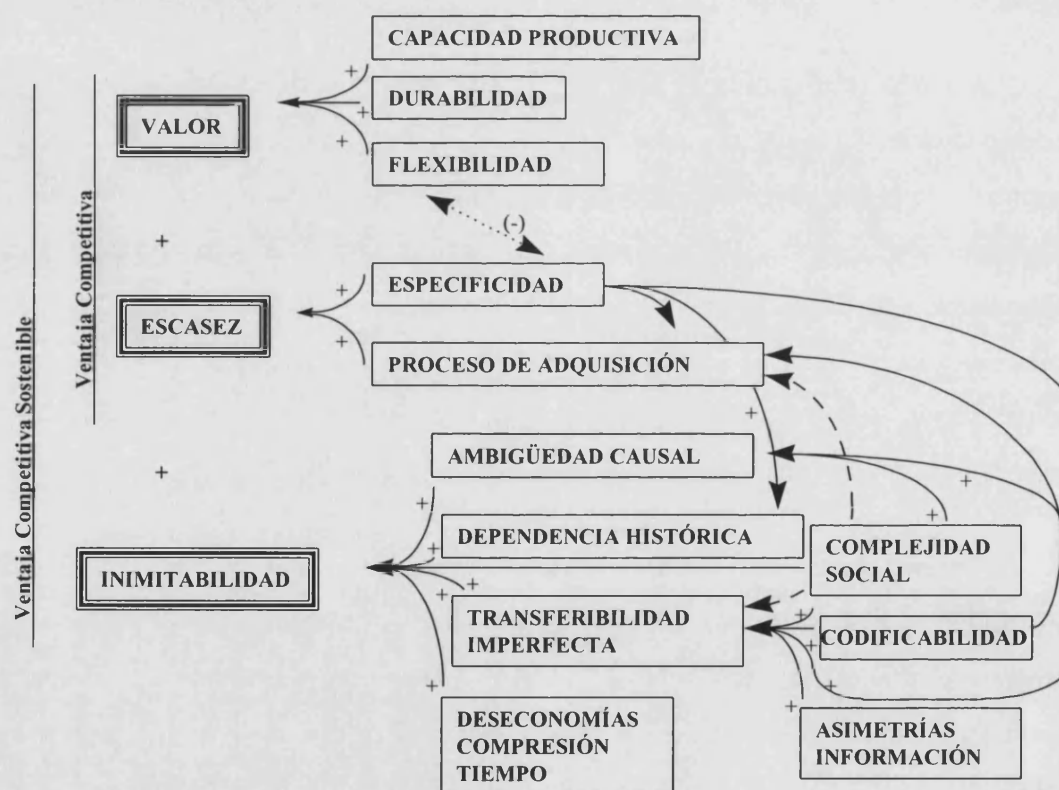 CAPACIDAD PRODUCTIVA
+
DURABILIDAD
+
VALOR
+
FLEXIBILIDAD
(-)
Ventaja Competitiva
+
ESPECIFICIDAD
+
ESCASEZ
+
PROCESO DE ADQUISICIÓN
Ventaja Competitiva Sostenible
+
+
AMBIGÜEDAD CAUSAL
+
+
+
DEPENDENCIA HISTÓRICA
+
COMPLEJIDAD
SOCIAL
INIMITABILIDAD
+
+
TRANSFERIBILIDAD
IMPERFECTA
+
+
CODIFICABILIDAD
+
+
+
DESECONOMÍAS
COMPRESIÓN
TIEMPO
ASIMETRÍAS
INFORMACIÓN